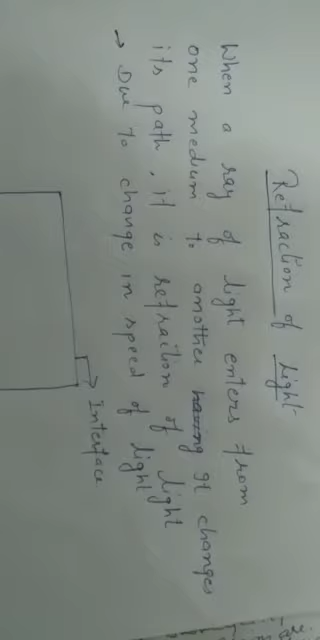 Refraction of light
When a ray of light enters from
one medium to another having It changes
its path, it is refraction of light
→ Due to change in speed of light
→ Interface